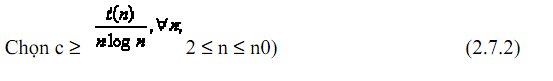 Chọn c ≥ t(n)/(n log n), ∀n, 2 ≤ n ≤ n0) (2.7.2)